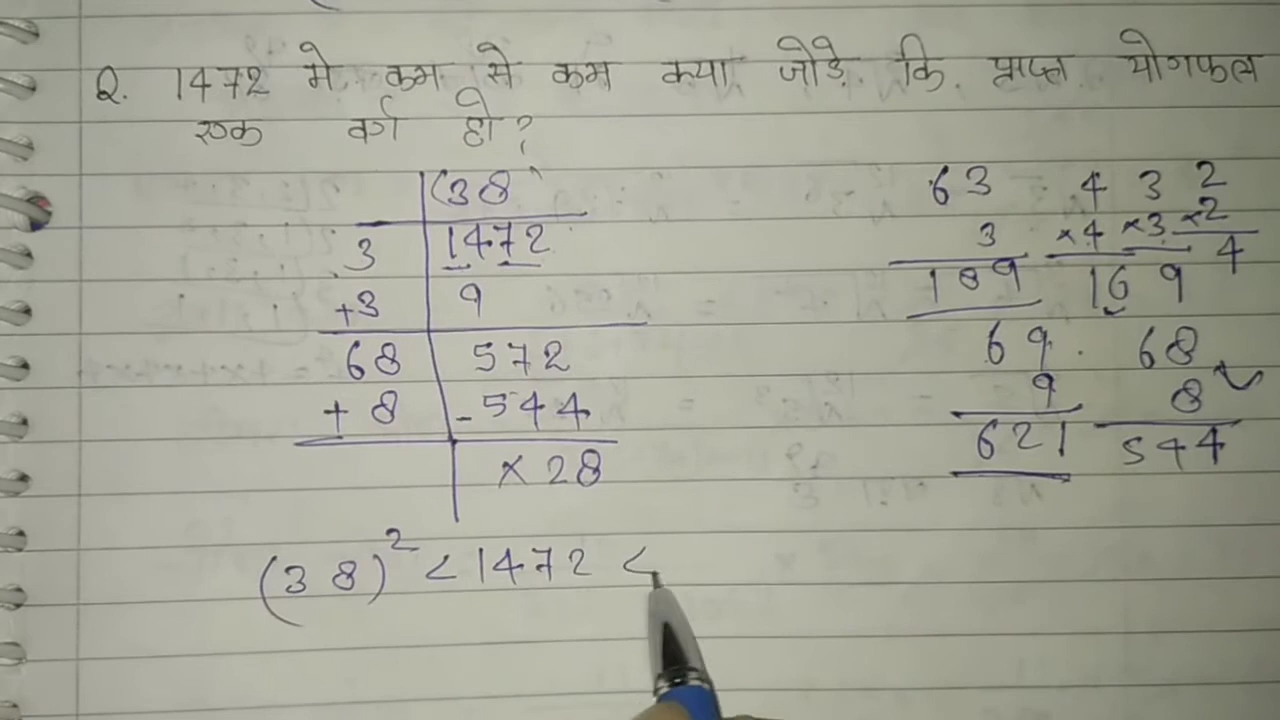 Q. 1472 मे कम से कम क्या जोड़े कि प्राप्त योगफल
एक वर्ग हो?
(38
3 1472
+3 9
68 572
+ 8 - 544
× 28
63 4 3 2
3 ×4 ×3 ×2
189 16 9 4
69. 68
9 8
621 544
(38)² < 1472 <